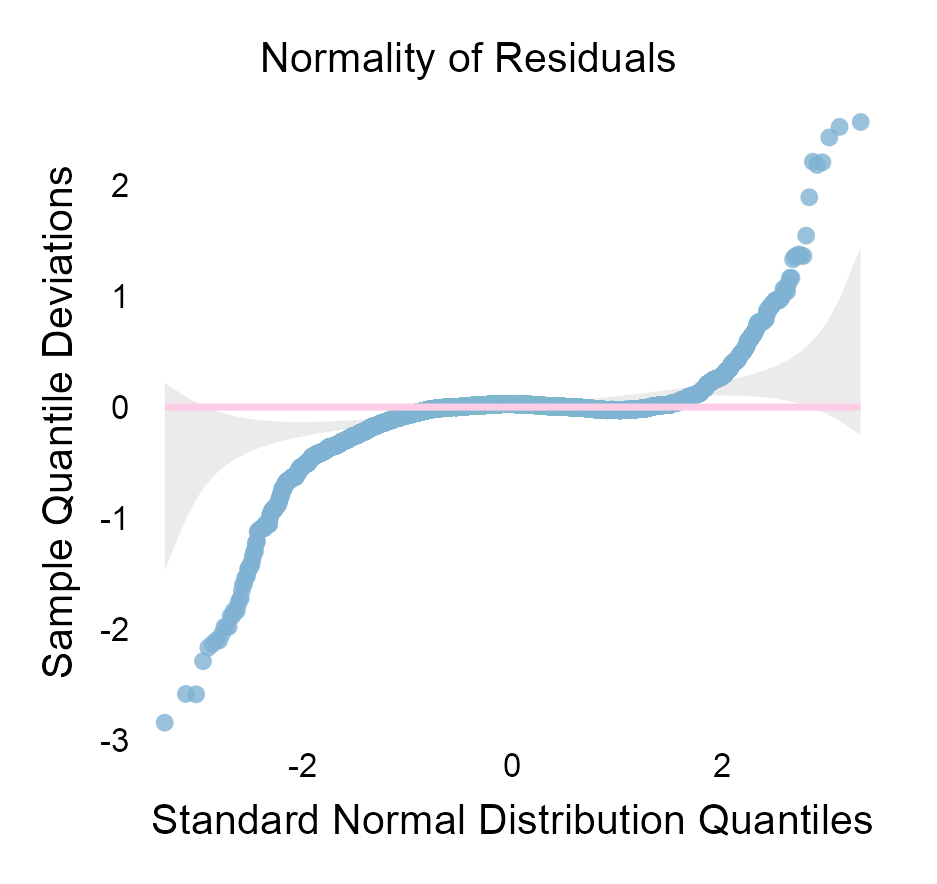 Normality of Residuals
Sample Quantile Deviations
2
1
0
-1
-2
-3
-2 0 2
Standard Normal Distribution Quantiles